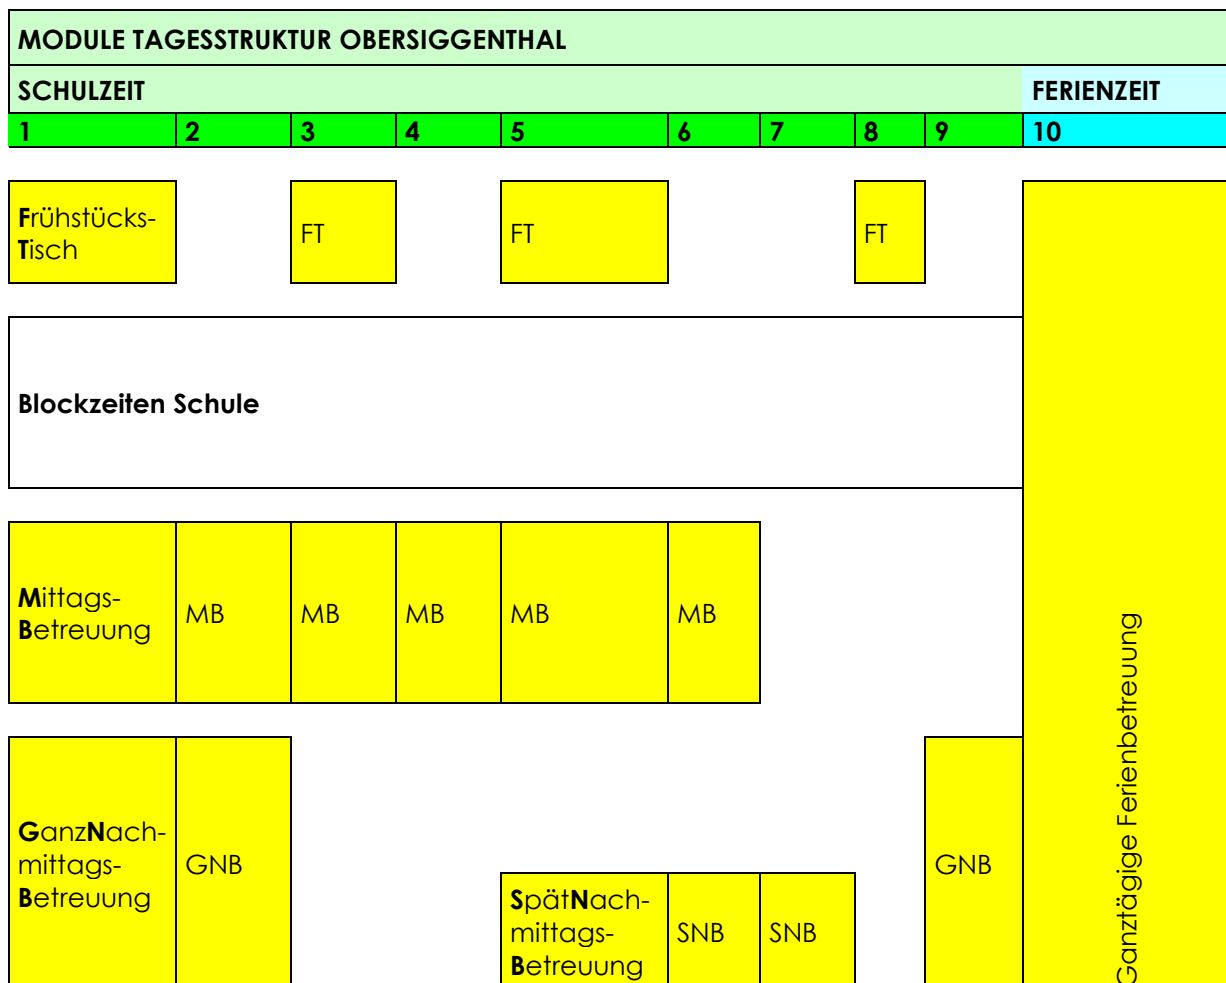 MODULE TAGESSTRUKTUR OBERSIGGENTHAL
SCHULZEIT FERIENZEIT
1 2 3 4 5 6 7 8 9 10
Frühstücks-
Tisch
FT FT FT
Blockzeiten Schule
Mittags-
Betreuung
MB MB MB MB MB
GanzNach-
mittags-
Betreuung
GNB
SpätNach-
mittags-
Betreuung
SNB SNB
GNB
Ganztägige Ferienbetreuung